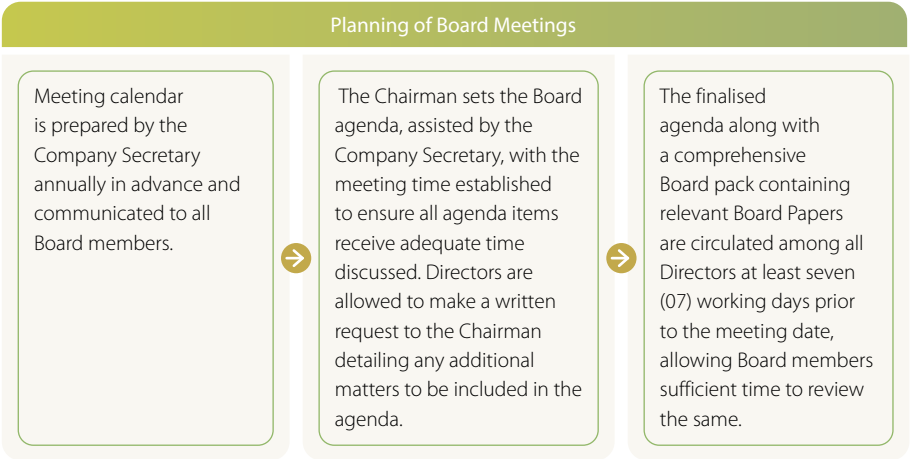 Planning of Board Meetings
Meeting calendar
is prepared by the
Company Secretary
annually in advance and
communicated to all
Board members.
The Chairman sets the Board
agenda, assisted by the
Company Secretary, with the
meeting time established
to ensure all agenda items
receive adequate time
discussed. Directors are
allowed to make a written
request to the Chairman
detailing any additional
matters to be included in the
agenda.
The finalised
agenda along with
a comprehensive
Board pack containing
relevant Board Papers
are circulated among all
Directors at least seven
(07) working days prior
to the meeting date,
allowing Board members
sufficient time to review
the same.